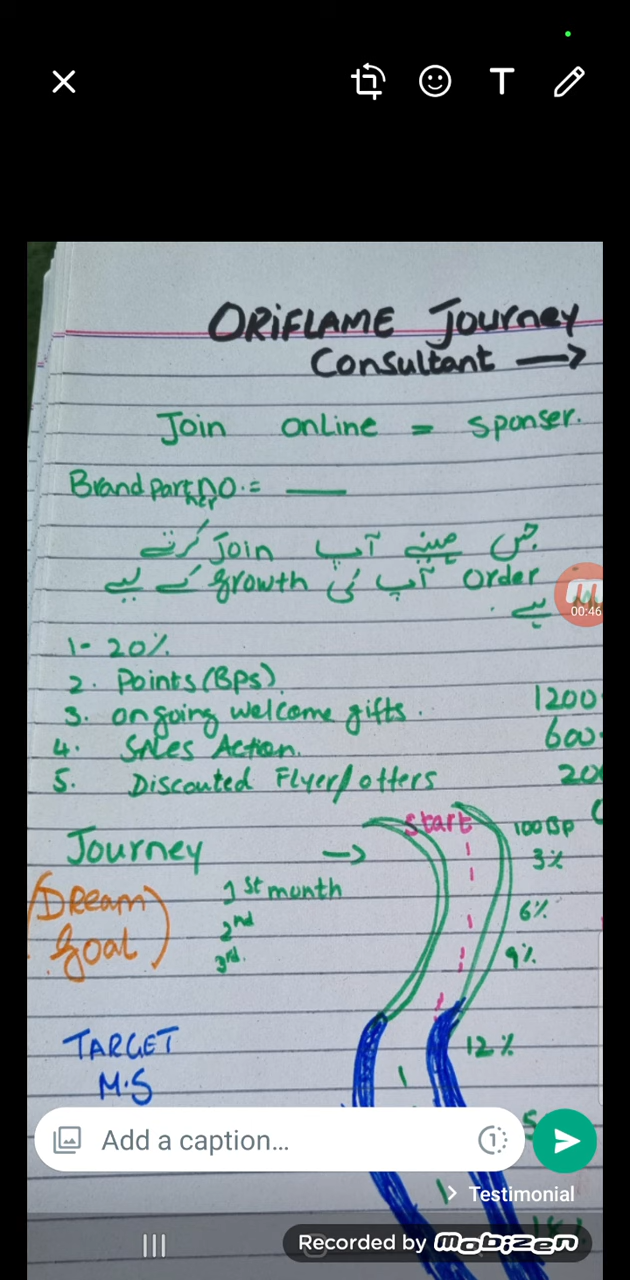 T
ORIFLAME Journey
Consultant →
Join online = sponser.
Brand partner no. = ___
جس مہینے آپ Join کرتے
Order آپ کی growth کے لیے
ہے.
00:46
1- 20%
2. Points (BPs)
3. ongoing welcome gifts.
1200
4. Sales Action.
600
5. Discouted Flyer/offers
200
start
100 BP
Journey →
3%
(Dream
goal)
1st month
2nd
3rd.
6%
9%
TARGET
M.S
12%
Add a caption...
Testimonial
Recorded by mobizen